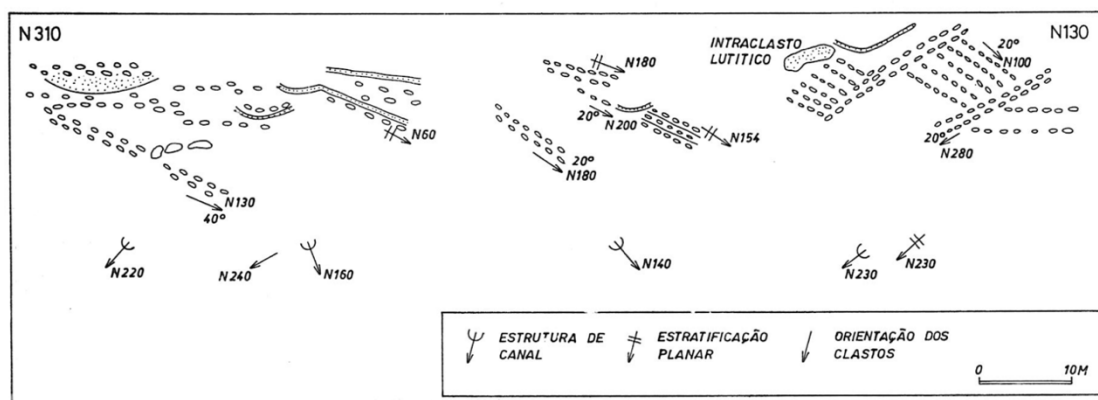 N310
N130
INTRACLASTO
LUTITICO
20°
N100
N180
N60
20°
N200
N154
20°
N180
20°
N280
N130
40°
N220
N240
N160
N140
N230
N230
ESTRUTURA DE
CANAL
ESTRATIFICAÇÃO
PLANAR
ORIENTAÇÃO DOS
CLASTOS
0
10M